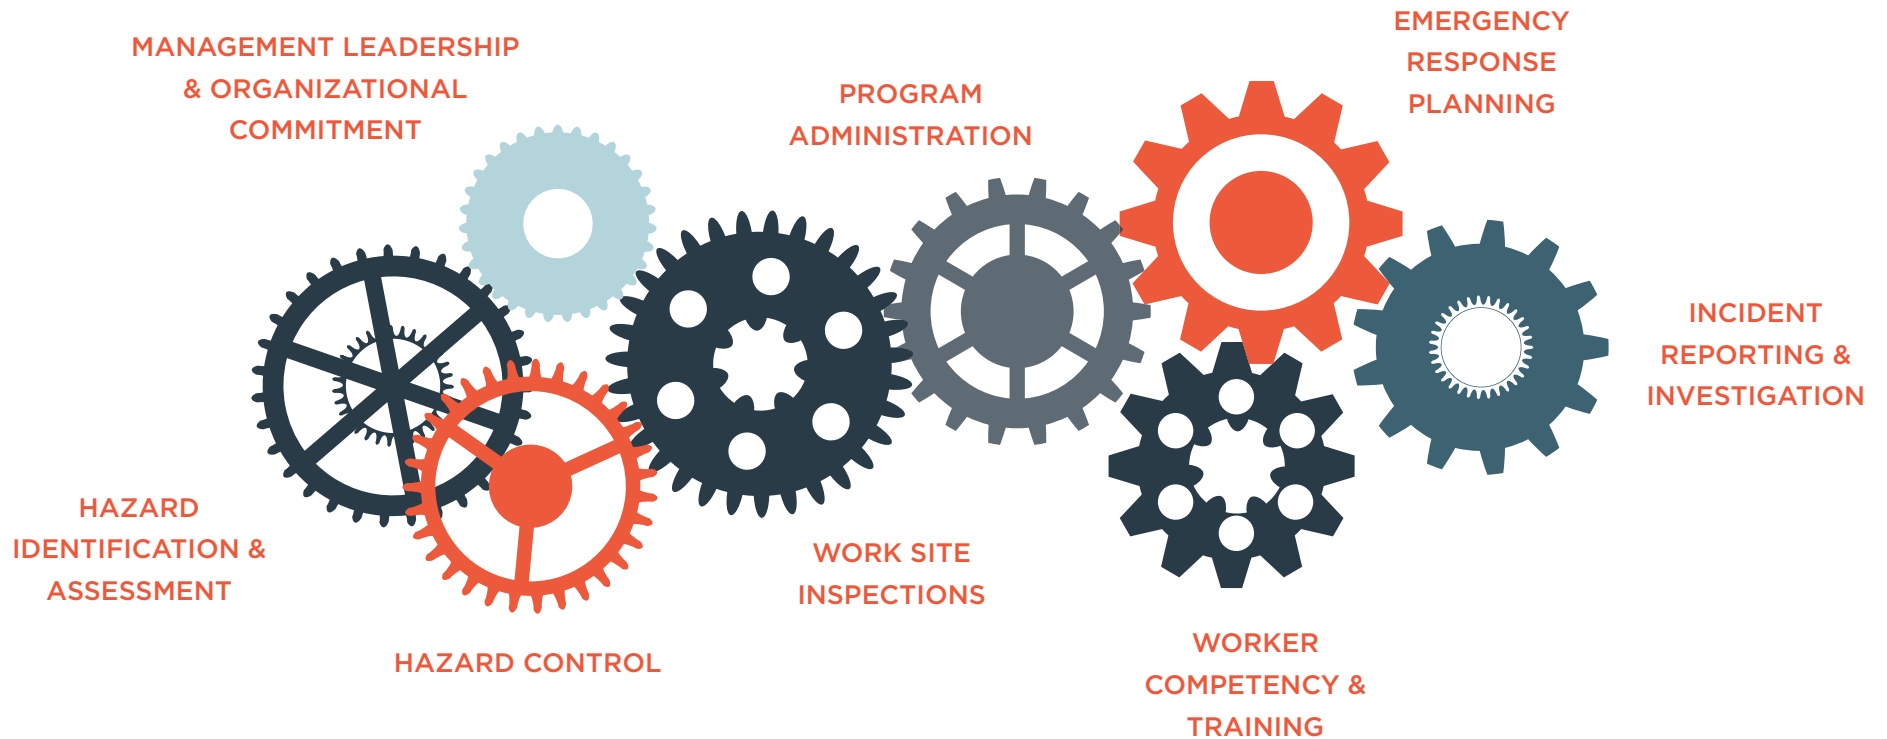 MANAGEMENT LEADERSHIP
& ORGANIZATIONAL
COMMITMENT
PROGRAM
ADMINISTRATION
EMERGENCY
RESPONSE
PLANNING
INCIDENT
REPORTING &
INVESTIGATION
HAZARD
IDENTIFICATION &
ASSESSMENT
HAZARD CONTROL
WORK SITE
INSPECTIONS
WORKER
COMPETENCY &
TRAINING